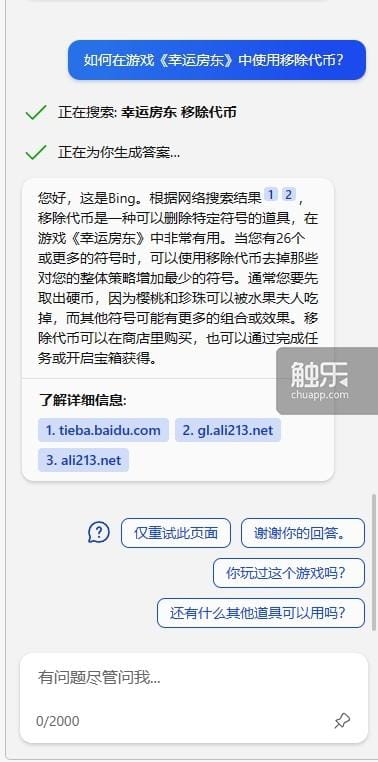 如何在游戏《幸运房东》中使用移除代币？
正在搜索: 幸运房东 移除代币
正在为你生成答案...
您好，这是Bing。根据网络搜索结果1 2，
移除代币是一种可以删除特定符号的道具，在
游戏《幸运房东》中非常有用。当您有26个
或更多的符号时，可以使用移除代币去掉那些
对您的整体策略增加最少的符号。通常您要先
取出硬币，因为樱桃和珍珠可以被水果夫人吃
掉，而其他符号可能有更多的组合或效果。移
除代币可以在商店里购买，也可以通过完成任
务或开启宝箱获得。
触乐
chuapp.com
了解详细信息:
1. tieba.baidu.com 2. gl.ali213.net
3. ali213.net
仅重试此页面 谢谢你的回答。
你玩过这个游戏吗？
还有什么其他道具可以用吗？
有问题尽管问我...
0/2000